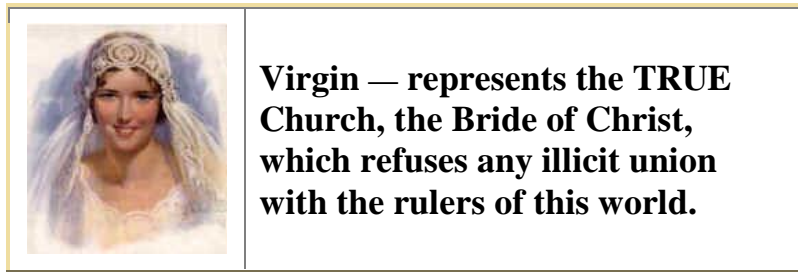 Virgin — represents the TRUE
Church, the Bride of Christ,
which refuses any illicit union
with the rulers of this world.